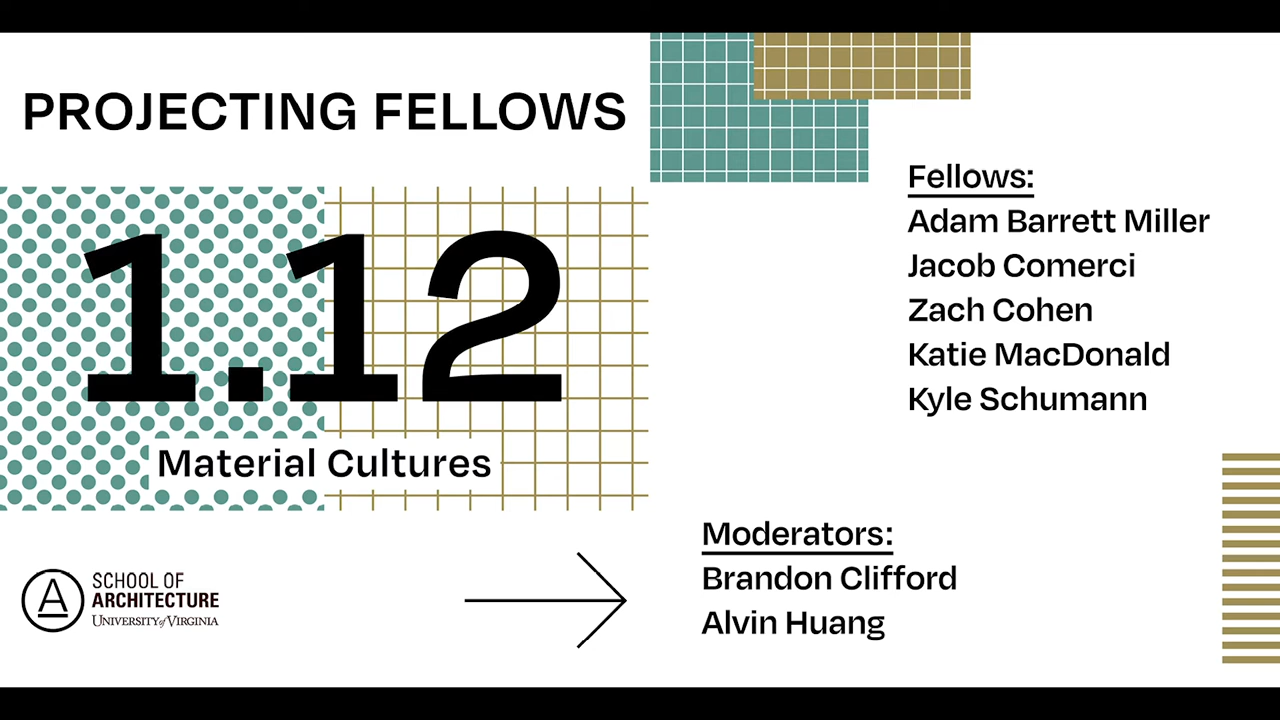 PROJECTING FELLOWS
1.12
Material Cultures
Fellows:
Adam Barrett Miller
Jacob Comerci
Zach Cohen
Katie MacDonald
Kyle Schumann
Moderators:
Brandon Clifford
Alvin Huang
A
SCHOOL OF
ARCHITECTURE
UNIVERSITY of VIRGINIA